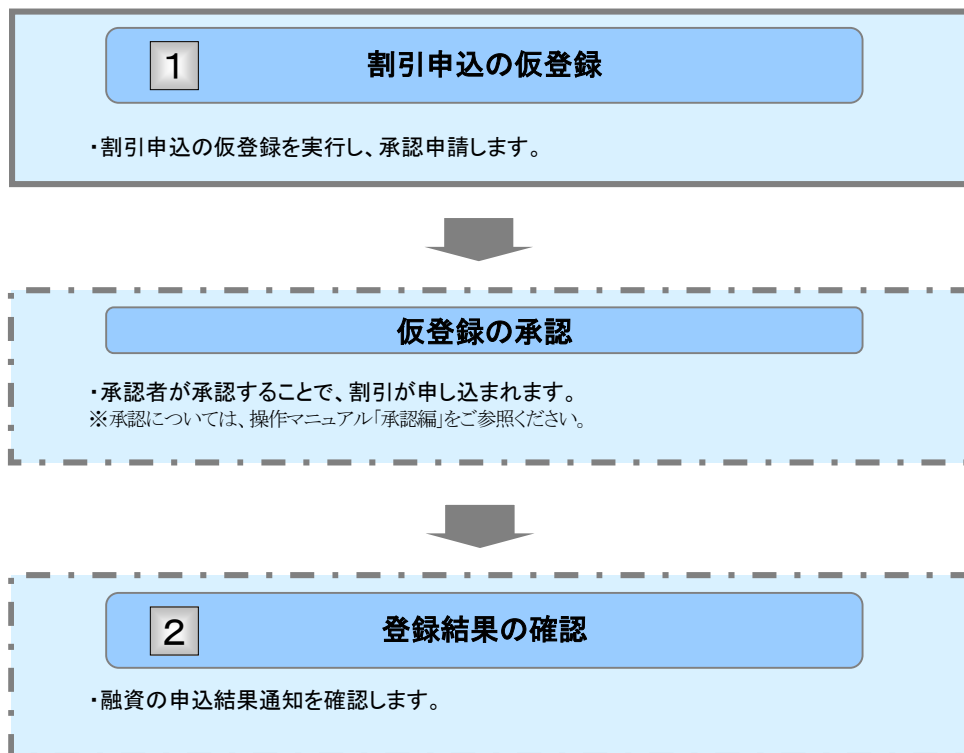 1 割引申込の仮登録
・割引申込の仮登録を実行し、承認申請します。
仮登録の承認
・承認者が承認することで、割引が申し込まれます。
※承認については、操作マニュアル「承認編」をご参照ください。
2 登録結果の確認
・融資の申込結果通知を確認します。